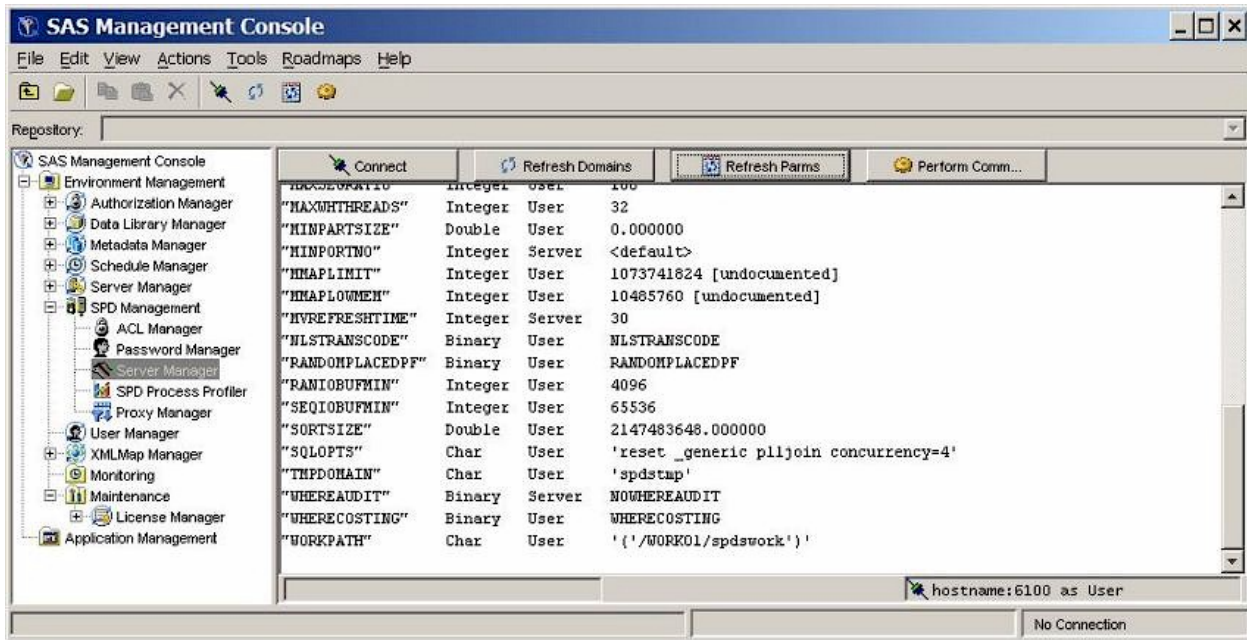 SAS Management Console
File Edit View Actions Tools Roadmaps Help
Repository:
SAS Management Console
Environment Management
Authorization Manager
Data Library Manager
Metadata Manager
Schedule Manager
Server Manager
SPD Management
ACL Manager
Password Manager
Server Manager
SPD Process Profiler
Proxy Manager
User Manager
XMLMap Manager
Monitoring
Maintenance
License Manager
Application Management
Connect Refresh Domains Refresh Parms Perform Comm...
"MAXSEGRATIO" Integer User 100
"MAXWHTHREADS" Integer User 32
"MINPARTSIZE" Double User 0.000000
"MINPORTNO" Integer Server <default>
"MMAPLIMIT" Integer User 1073741824 [undocumented]
"MMAPLOWMEM" Integer User 10485760 [undocumented]
"MVREFRESHTIME" Integer Server 30
"NLSTRANSCODE" Binary User NLSTRANSCODE
"RANDOMPLACEDPF" Binary User RANDOMPLACEDPF
"RANIOBUFMIN" Integer User 4096
"SEQIOBUFMIN" Integer User 65536
"SORTSIZE" Double User 2147483648.000000
"SQLOPTS" Char User 'reset _generic plljoin concurrency=4'
"TMPDOMAIN" Char User 'spdstmp'
"WHEREAUDIT" Binary Server NOWHEREAUDIT
"WHERECOSTING" Binary User WHERECOSTING
"WORKPATH" Char User '('/WORK01/spdswork')'
hostname:6100 as User
No Connection